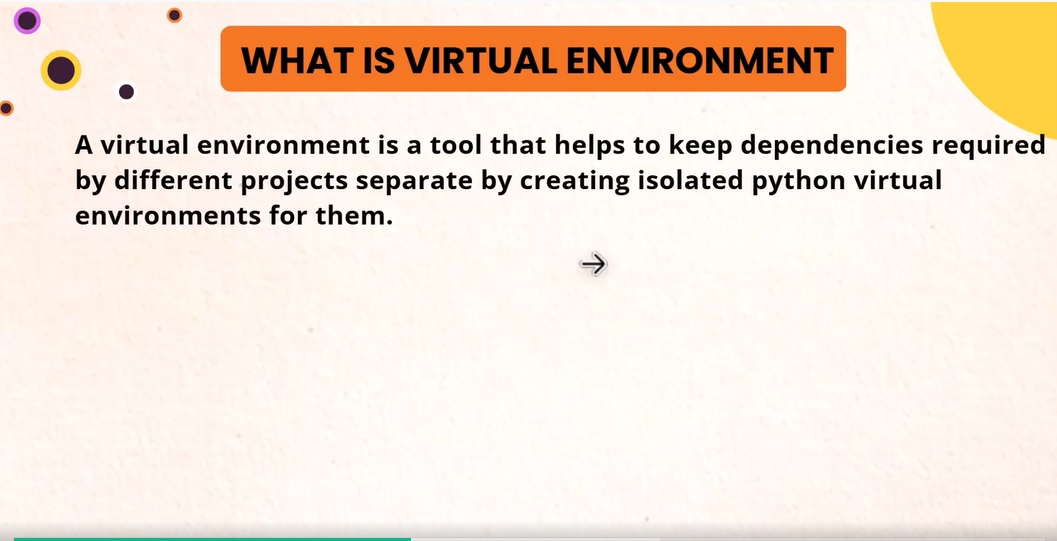 WHAT IS VIRTUAL ENVIRONMENT
A virtual environment is a tool that helps to keep dependencies required
by different projects separate by creating isolated python virtual
environments for them.